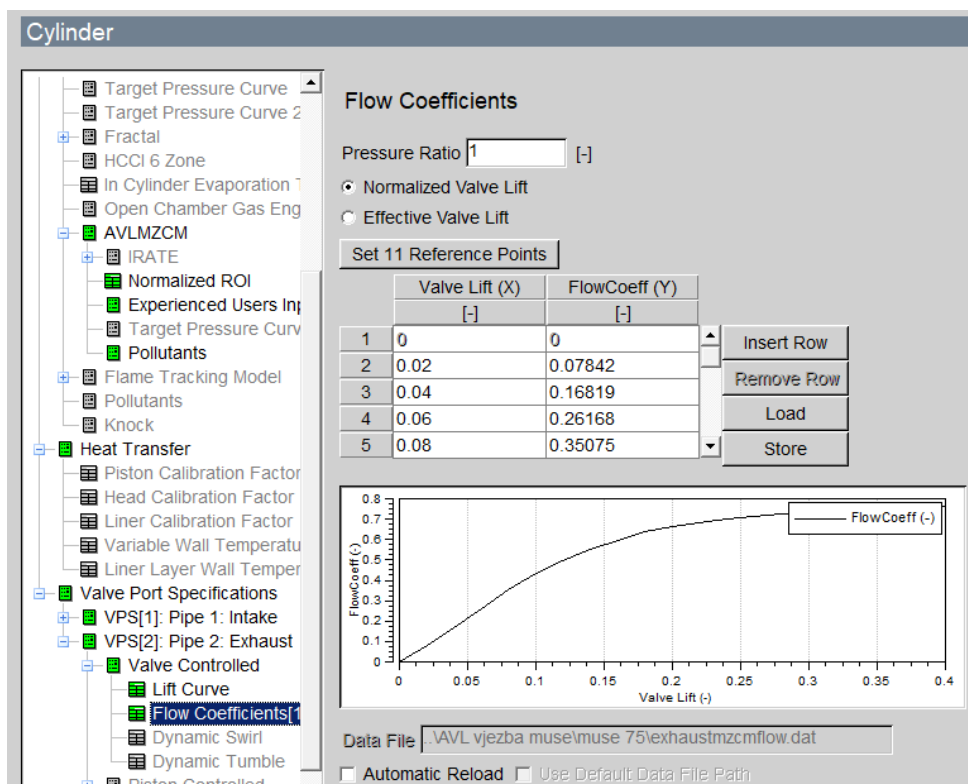 Cylinder
Target Pressure Curve
Target Pressure Curve 2
Fractal
HCCI 6 Zone
In Cylinder Evaporation
Open Chamber Gas Eng
AVLMZCM
IRATE
Normalized ROI
Experienced Users Inp
Target Pressure Curv
Pollutants
Flame Tracking Model
Pollutants
Knock
Heat Transfer
Piston Calibration Factor
Head Calibration Factor
Liner Calibration Factor
Variable Wall Temperatu
Liner Layer Wall Temper
Valve Port Specifications
VPS[1]: Pipe 1: Intake
VPS[2]: Pipe 2: Exhaust
Valve Controlled
Lift Curve
Flow Coefficients[1
Dynamic Swirl
Dynamic Tumble
Piston Controlled
Flow Coefficients
Pressure Ratio 1 [-]
Normalized Valve Lift
Effective Valve Lift
Set 11 Reference Points
Valve Lift (X) FlowCoeff (Y)
[-] [-]
1 0 0
2 0.02 0.07842
3 0.04 0.16819
4 0.06 0.26168
5 0.08 0.35075
Insert Row
Remove Row
Load
Store
FlowCoeff (-)
0.8
0.7
0.6
0.5
0.4
0.3
0.2
0.1
0
FlowCoeff (-)
0 0.05 0.1 0.15 0.2 0.25 0.3 0.35 0.4
Valve Lift (-)
Data File ..\AVL vjezba muse\muse 75\exhaustmzcmflow.dat
Automatic Reload Use Default Data File Path